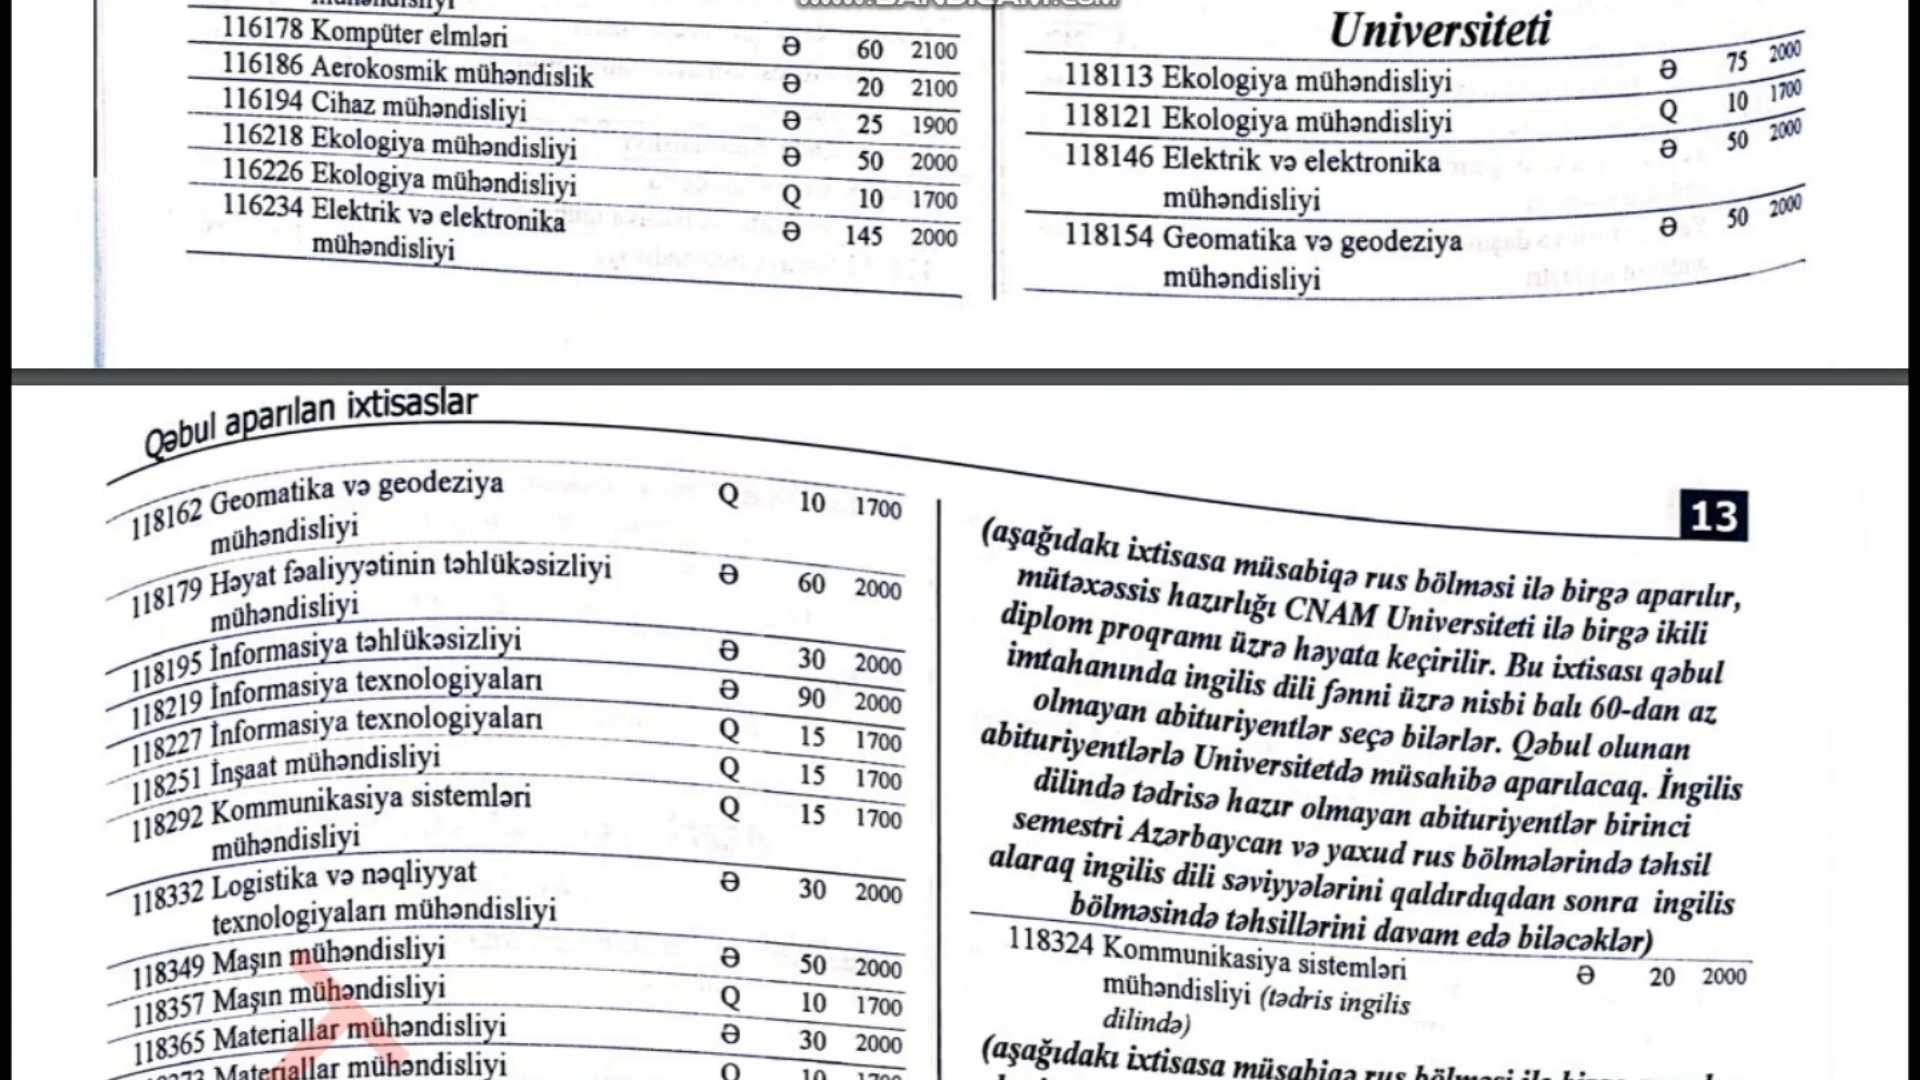 www.BANDICAM.com
mühəndisliyi
116178 Kompüter elmləri Ə 60 2100
116186 Aerokosmik mühəndislik Ə 20 2100
116194 Cihaz mühəndisliyi Ə 25 1900
116218 Ekologiya mühəndisliyi Ə 50 2000
116226 Ekologiya mühəndisliyi Q 10 1700
116234 Elektrik və elektronika Ə 145 2000
mühəndisliyi
Universiteti
118113 Ekologiya mühəndisliyi Ə 75 2000
118121 Ekologiya mühəndisliyi Q 10 1700
118146 Elektrik və elektronika Ə 50 2000
mühəndisliyi
118154 Geomatika və geodeziya Ə 50 2000
mühəndisliyi
Qəbul aparılan ixtisaslar
13
118162 Geomatika və geodeziya Q 10 1700
mühəndisliyi
118179 Həyat fəaliyyətinin təhlükəsizliyi Ə 60 2000
mühəndisliyi
118195 İnformasiya təhlükəsizliyi Ə 30 2000
118219 İnformasiya texnologiyaları Ə 90 2000
118227 İnformasiya texnologiyaları Q 15 1700
118251 İnşaat mühəndisliyi Q 15 1700
118292 Kommunikasiya sistemləri Q 15 1700
mühəndisliyi
118332 Logistika və nəqliyyat Ə 30 2000
texnologiyaları mühəndisliyi
118349 Maşın mühəndisliyi Ə 50 2000
118357 Maşın mühəndisliyi Q 10 1700
118365 Materiallar mühəndisliyi Ə 30 2000
Materiallar mühəndisliyi Q 10 1700
(aşağıdakı ixtisasa müsabiqə rus bölməsi ilə birgə aparılır,
mütəxəssis hazırlığı CNAM Universiteti ilə birgə ikili
diplom proqramı üzrə həyata keçirilir. Bu ixtisası qəbul
imtahanında ingilis dili fənni üzrə nisbi balı 60-dan az
olmayan abituriyentlər seçə bilərlər. Qəbul olunan
abituriyentlərlə Universitetdə müsahibə aparılacaq. İngilis
dilində tədrisə hazır olmayan abituriyentlər birinci
semestri Azərbaycan və yaxud rus bölmələrində təhsil
alaraq ingilis dili səviyyələrini qaldırdıqdan sonra ingilis
bölməsində təhsillərini davam edə biləcəklər)
118324 Kommunikasiya sistemləri Ə 20 2000
mühəndisliyi (tədris ingilis
dilində)
(aşağıdakı ixtisasa müsabiqə rus bölməsi ilə birgə